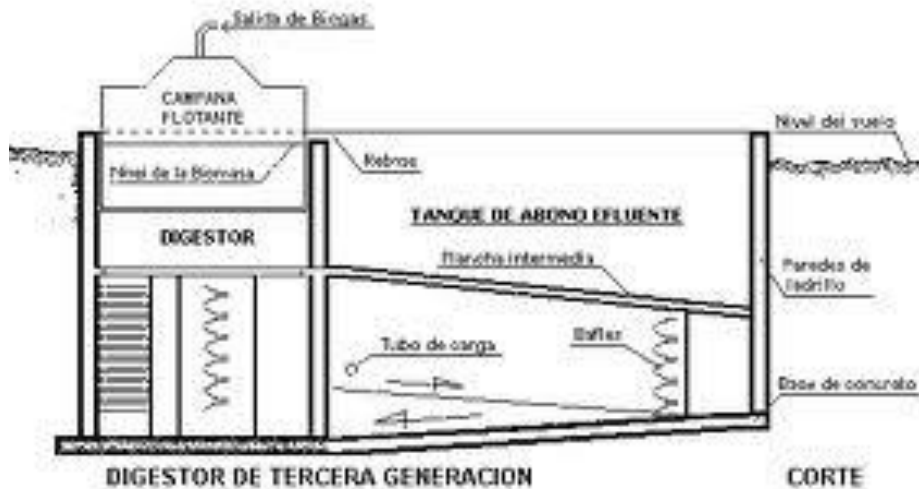 Salida de Biogas
CAMPANA
FLOTANTE
Nivel del suelo
Nivel de la Biomasa
Rebose
TANQUE DE ABONO EFLUENTE
DIGESTOR
Plancha intermedia
Paredes de
ladrillo
Tubo de carga
Bafles
Base de concreto
DIGESTOR DE TERCERA GENERACION
CORTE